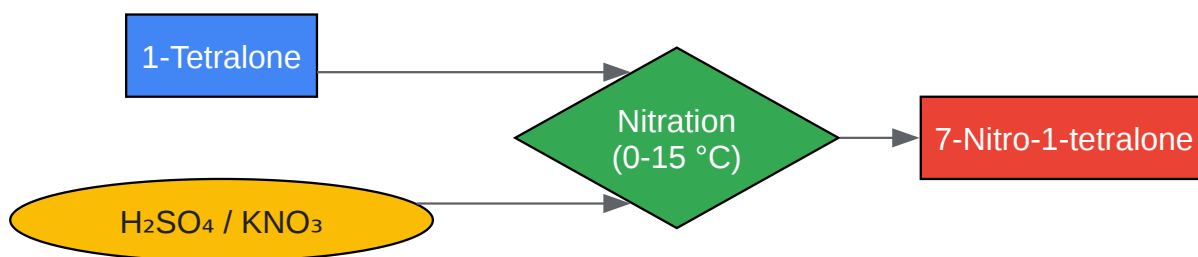 1-Tetralone
Nitration
(0-15 °C)
7-Nitro-1-tetralone
H₂SO₄ / KNO₃